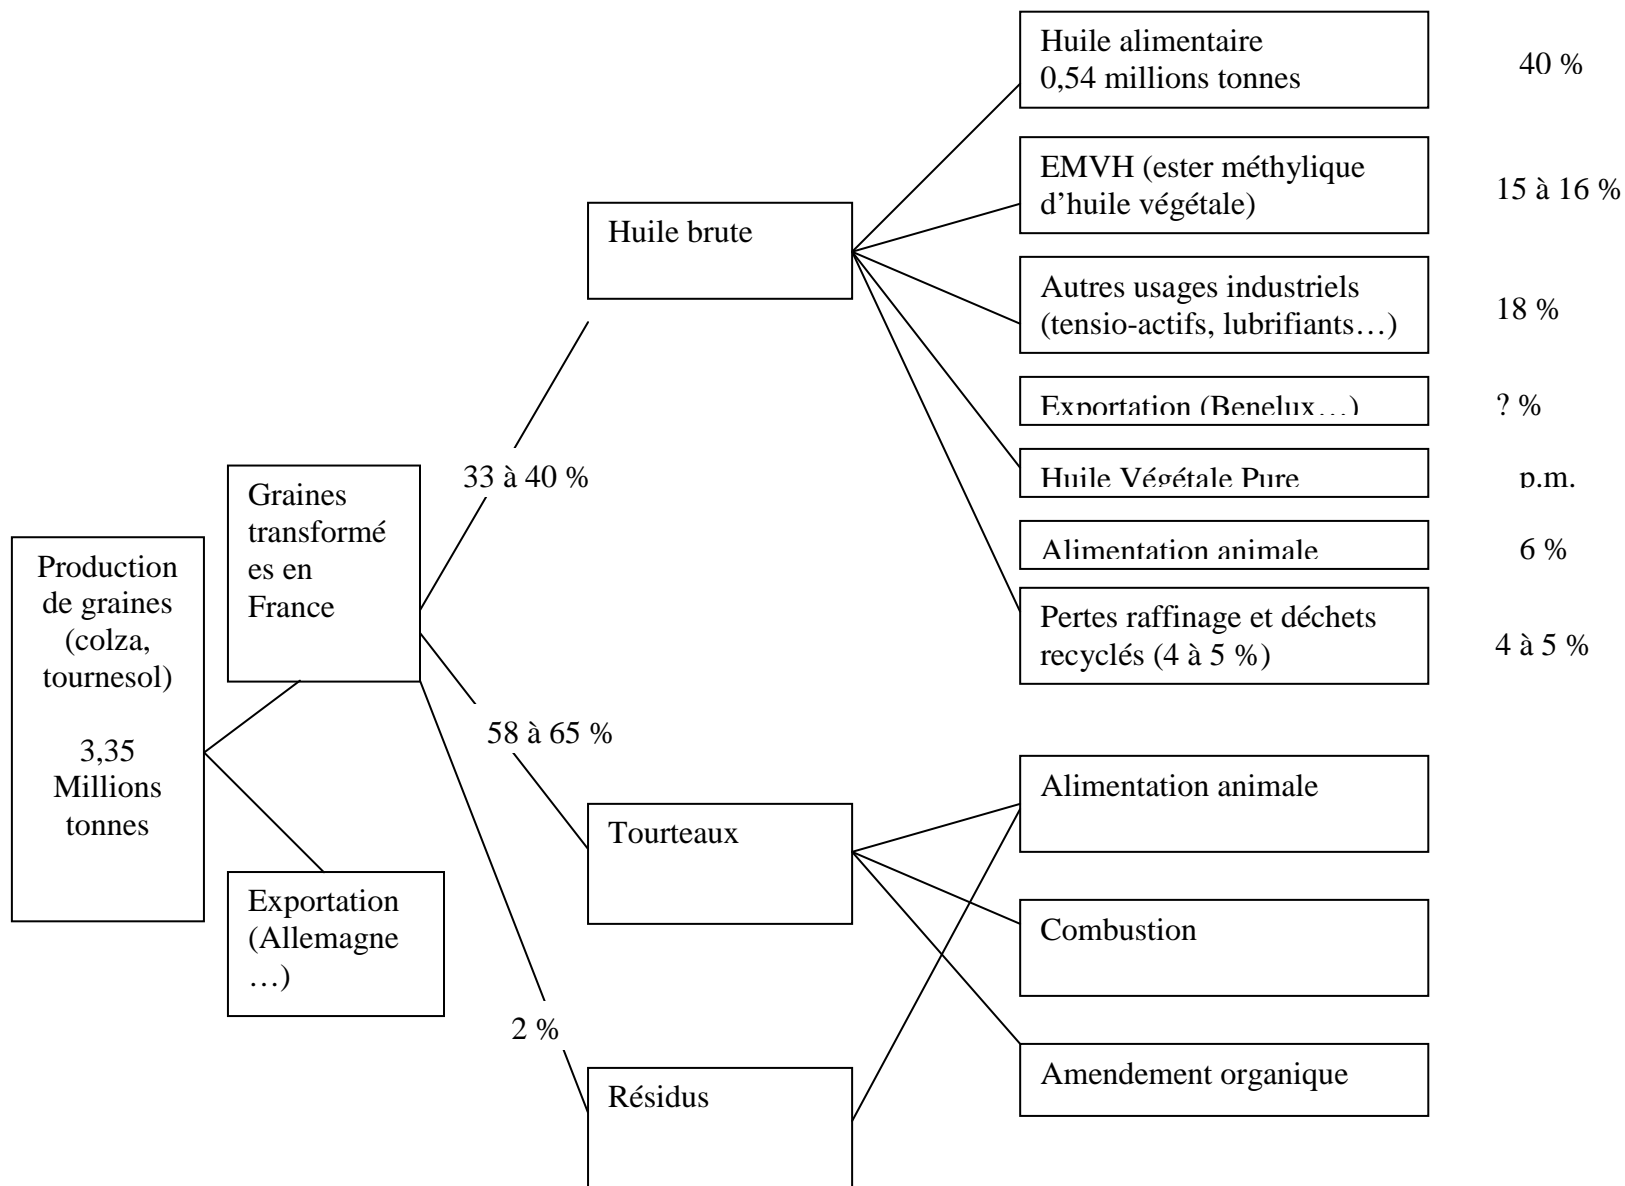 Production
de graines
(colza,
tournesol)
3,35
Millions
tonnes
Graines
transformé
es en
France
Exportation
(Allemagne
…)
33 à 40 %
58 à 65 %
2 %
Huile brute
Tourteaux
Résidus
Huile alimentaire
0,54 millions tonnes
40 %
EMVH (ester méthylique
d’huile végétale)
15 à 16 %
Autres usages industriels
(tensio-actifs, lubrifiants…)
18 %
Exportation (Benelux…)
? %
Huile Végétale Pure
p.m.
Alimentation animale
6 %
Pertes raffinage et déchets
recyclés (4 à 5 %)
4 à 5 %
Alimentation animale
Combustion
Amendement organique